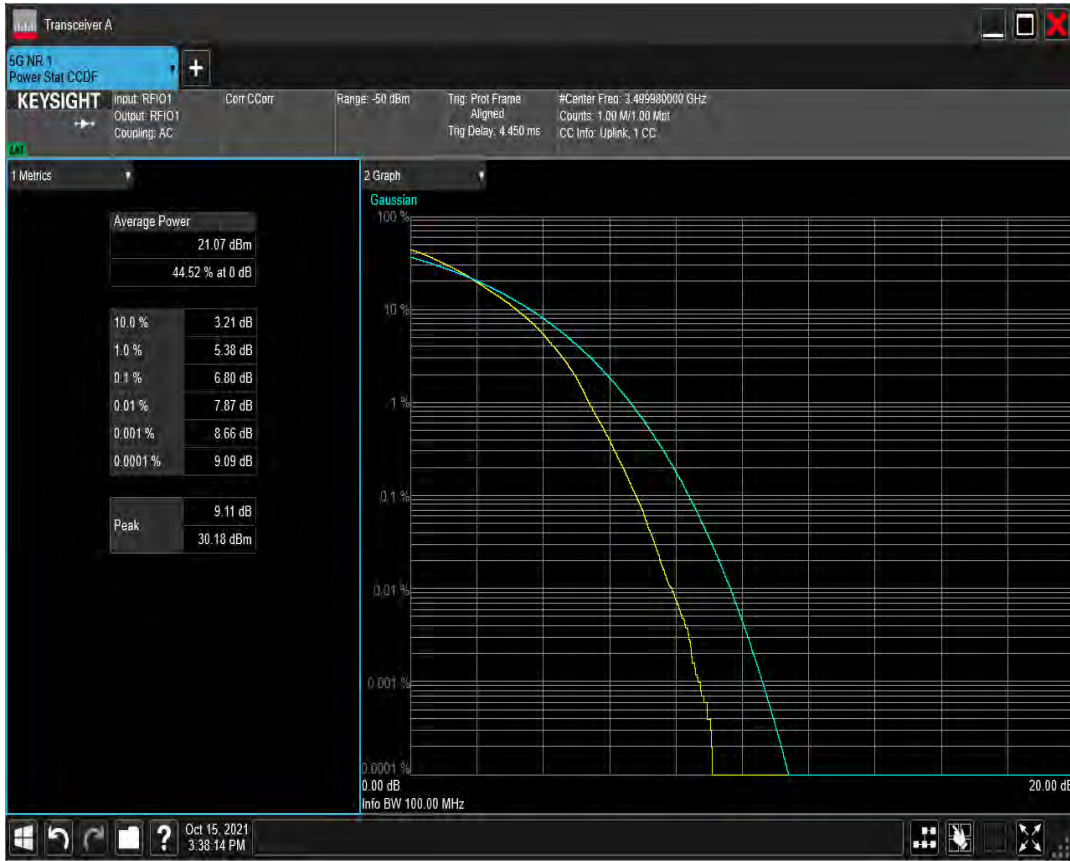 Transceiver A
5G NR 1
Power Stat CCDF
+
KEYSIGHT
Input: RFIO1
Output: RFIO1
Coupling: AC
Corr CCorr
Range: -50 dBm
Trig: Prot Frame
Aligned
Trig Delay: 4.450 ms
#Center Freq: 3.499980000 GHz
Counts: 1.00 M/1.00 Mpt
CC Info: Uplink, 1 CC
1 Metrics
Average Power
21.07 dBm
44.52 % at 0 dB
10.0 % 3.21 dB
1.0 % 5.38 dB
0.1 % 6.80 dB
0.01 % 7.87 dB
0.001 % 8.66 dB
0.0001 % 9.09 dB
Peak 9.11 dB
30.18 dBm
2 Graph
Gaussian
100 %
10 %
1 %
0.1 %
0.01 %
0.001 %
0.0001 %
0.00 dB
20.00 dB
Info BW 100.00 MHz
?
Oct 15, 2021
3:38:14 PM